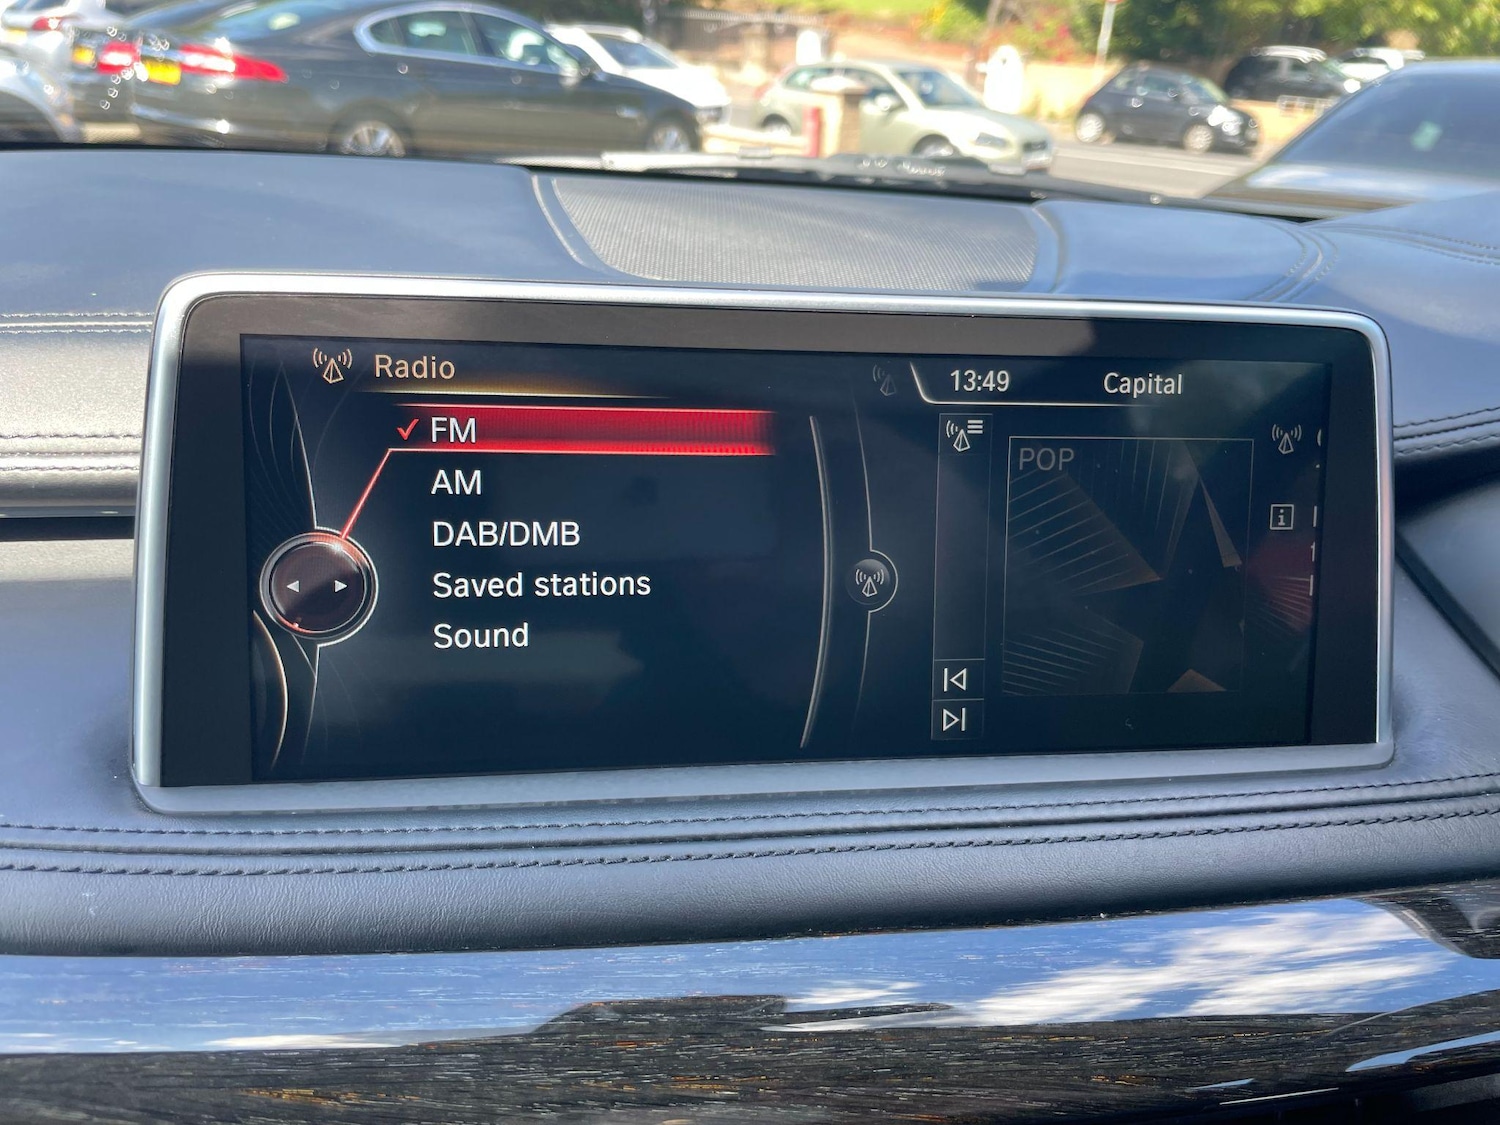 Radio
13:49 Capital
FM
AM
DAB/DMB
Saved stations
Sound
POP